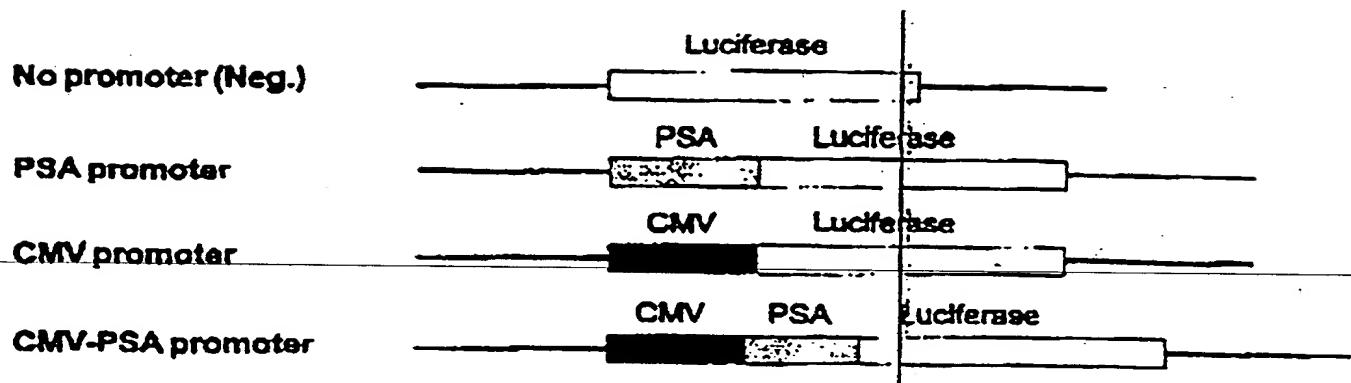 Luciferase
No promoter (Neg.)
PSA Luciferase
PSA promoter
CMV Luciferase
CMV promoter
CMV PSA Luciferase
CMV-PSA promoter